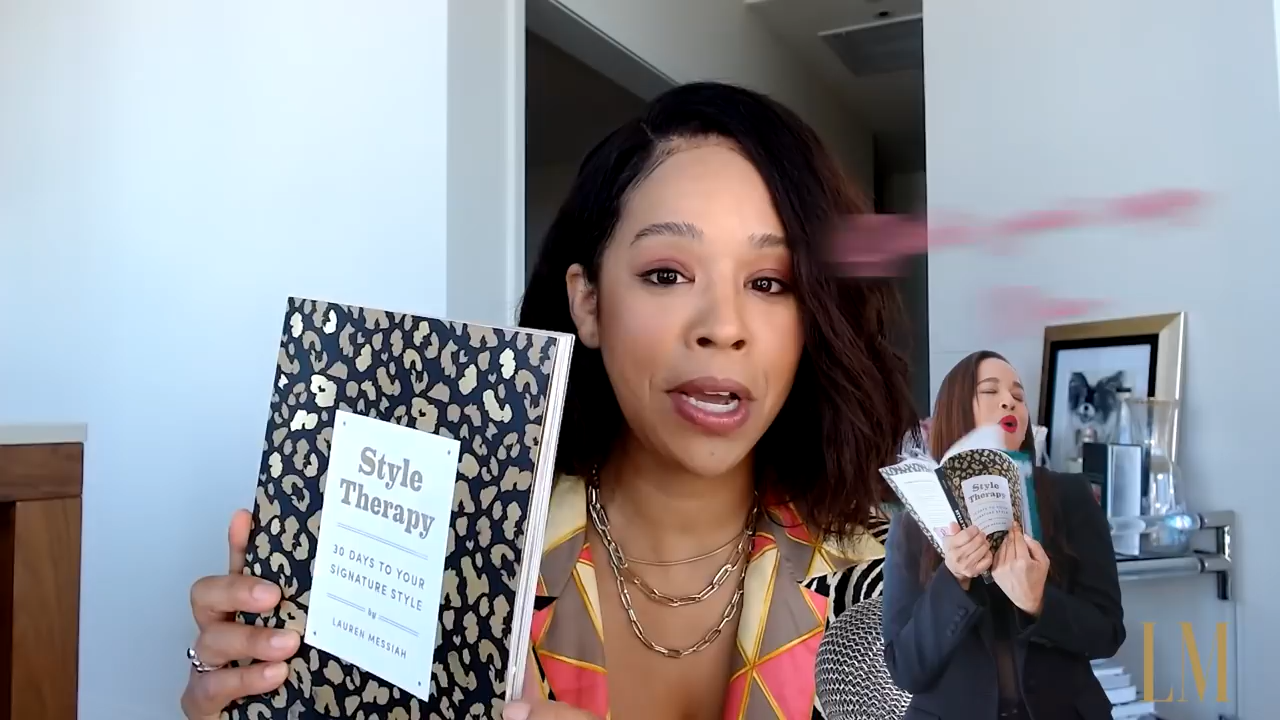 Style
Therapy
30 DAYS TO YOUR
SIGNATURE STYLE
by
LAUREN MESSIAH
Style
Therapy
LM